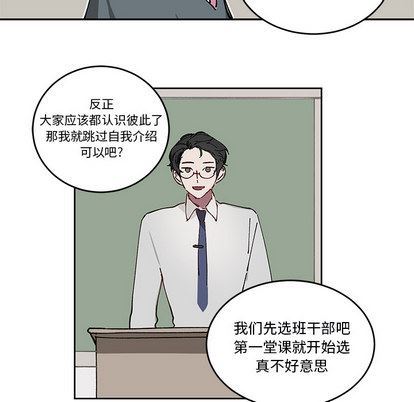 反正
大家应该都认识彼此了
那我就跳过自我介绍
可以吧?
我们先选班干部吧
第一堂课就开始选
真不好意思